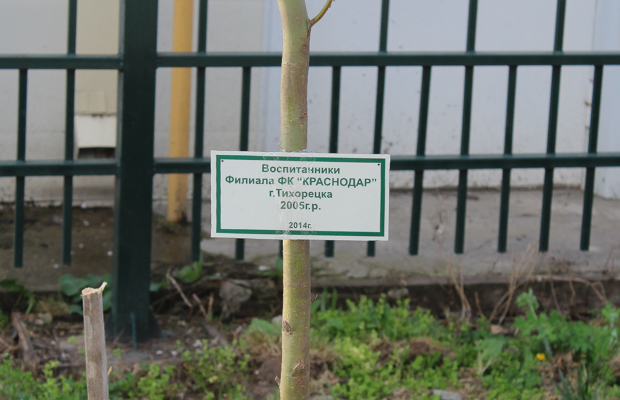 Воспитанники
Филиала ФК "КРАСНОДАР"
г.Тихорецка
2005г.р.
2014г.